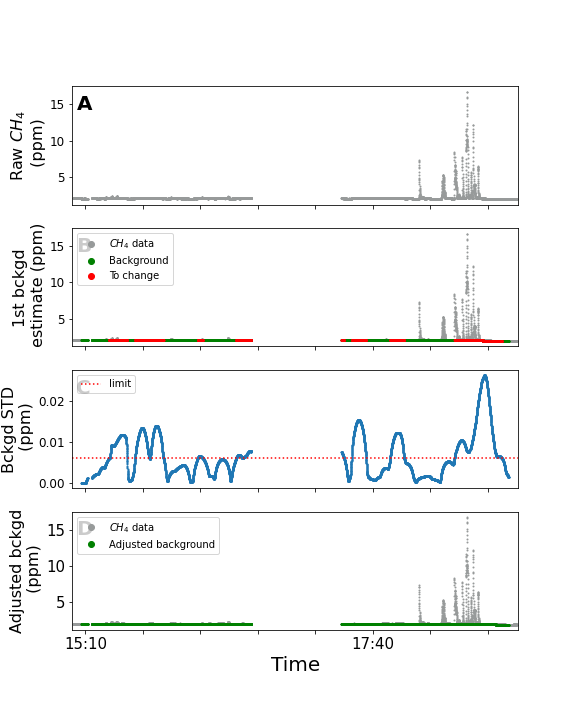 A
Raw CH4
(ppm)
15
10
5
B
1st bckgd
estimate (ppm)
15
10
5
CH4 data
Background
To change
C
Bckgd STD
(ppm)
0.02
0.01
0.00
limit
D
Adjusted bckgd
(ppm)
15
10
5
CH4 data
Adjusted background
15:10
17:40
Time